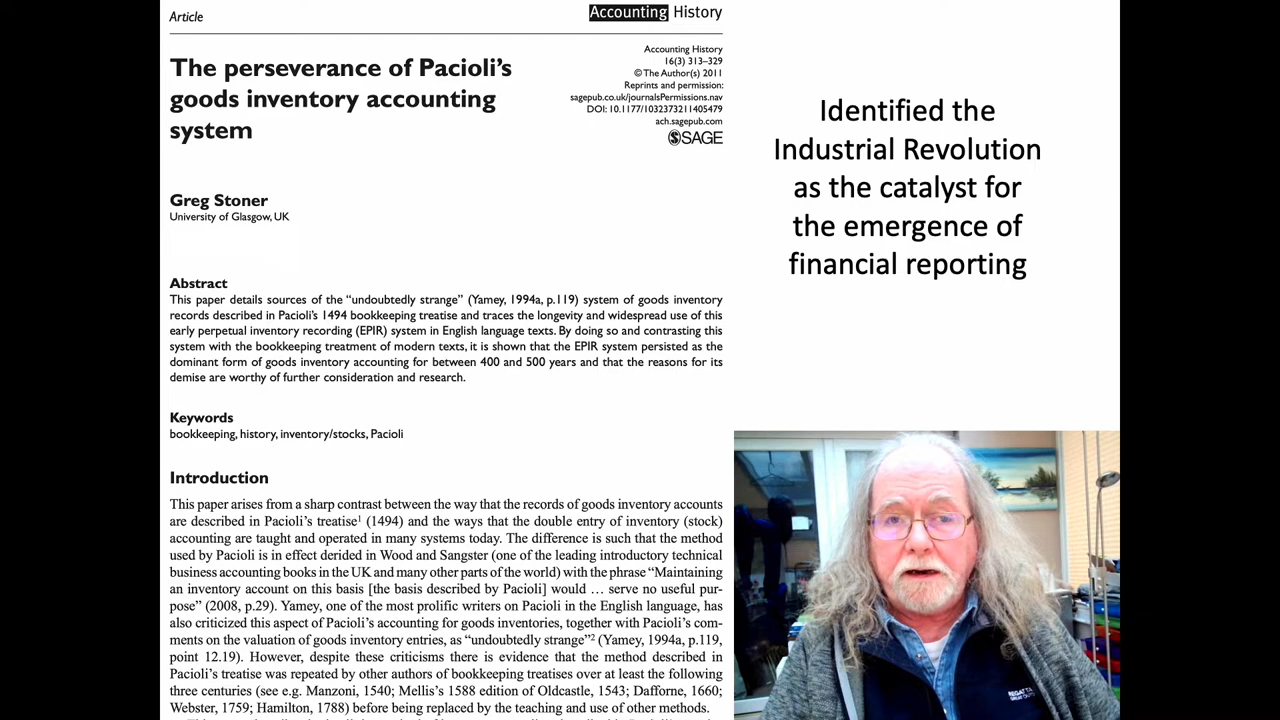 Article
Accounting History
The perseverance of Pacioli's
goods inventory accounting
system
Accounting History
16(3) 313–329
© The Author(s) 2011
Reprints and permission:
sagepub.co.uk/journalsPermissions.nav
DOI: 10.1177/1032373211405479
ach.sagepub.com
SAGE
Greg Stoner
University of Glasgow, UK
Abstract
This paper details sources of the “undoubtedly strange” (Yamey, 1994a, p.119) system of goods inventory
records described in Pacioli's 1494 bookkeeping treatise and traces the longevity and widespread use of this
early perpetual inventory recording (EPIR) system in English language texts. By doing so and contrasting this
system with the bookkeeping treatment of modern texts, it is shown that the EPIR system persisted as the
dominant form of goods inventory accounting for between 400 and 500 years and that the reasons for its
demise are worthy of further consideration and research.
Keywords
bookkeeping, history, inventory/stocks, Pacioli
Introduction
This paper arises from a sharp contrast between the way that the records of goods inventory accounts
are described in Pacioli's treatise¹ (1494) and the ways that the double entry of inventory (stock)
accounting are taught and operated in many systems today. The difference is such that the method
used by Pacioli is in effect derided in Wood and Sangster (one of the leading introductory technical
business accounting books in the UK and many other parts of the world) with the phrase “Maintaining
an inventory account on this basis [the basis described by Pacioli] would … serve no useful pur-
pose” (2008, p.29). Yamey, one of the most prolific writers on Pacioli in the English language, has
also criticized this aspect of Pacioli's accounting for goods inventories, together with Pacioli's com-
ments on the valuation of goods inventory entries, as “undoubtedly strange”² (Yamey, 1994a, p.119,
point 12.19). However, despite these criticisms there is evidence that the method described in
Pacioli's treatise was repeated by other authors of bookkeeping treatises over at least the following
three centuries (see e.g. Manzoni, 1540; Mellis's 1588 edition of Oldcastle, 1543; Dafforne, 1660;
Webster, 1759; Hamilton, 1788) before being replaced by the teaching and use of other methods.
Identified the
Industrial Revolution
as the catalyst for
the emergence of
financial reporting
REGATTA